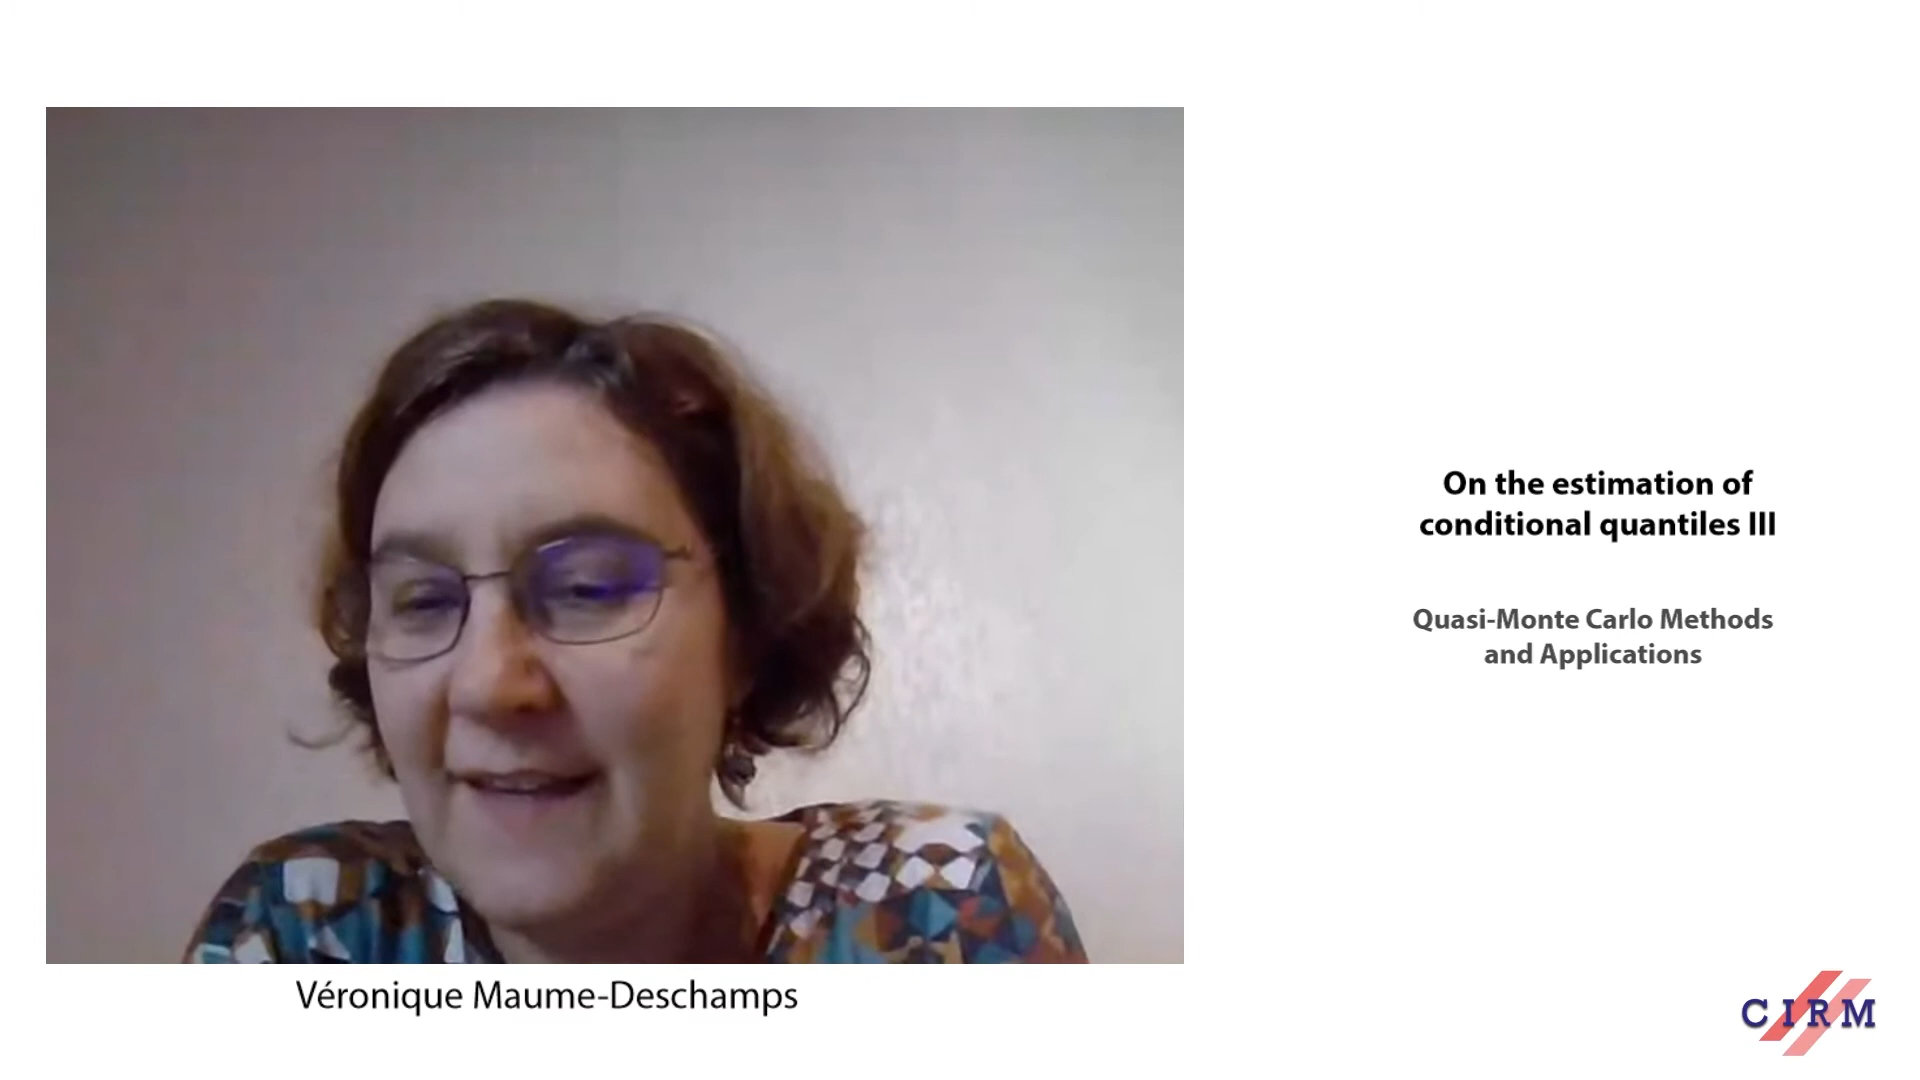 On the estimation of
conditional quantiles III
Quasi-Monte Carlo Methods
and Applications
Véronique Maume-Deschamps
CIRM